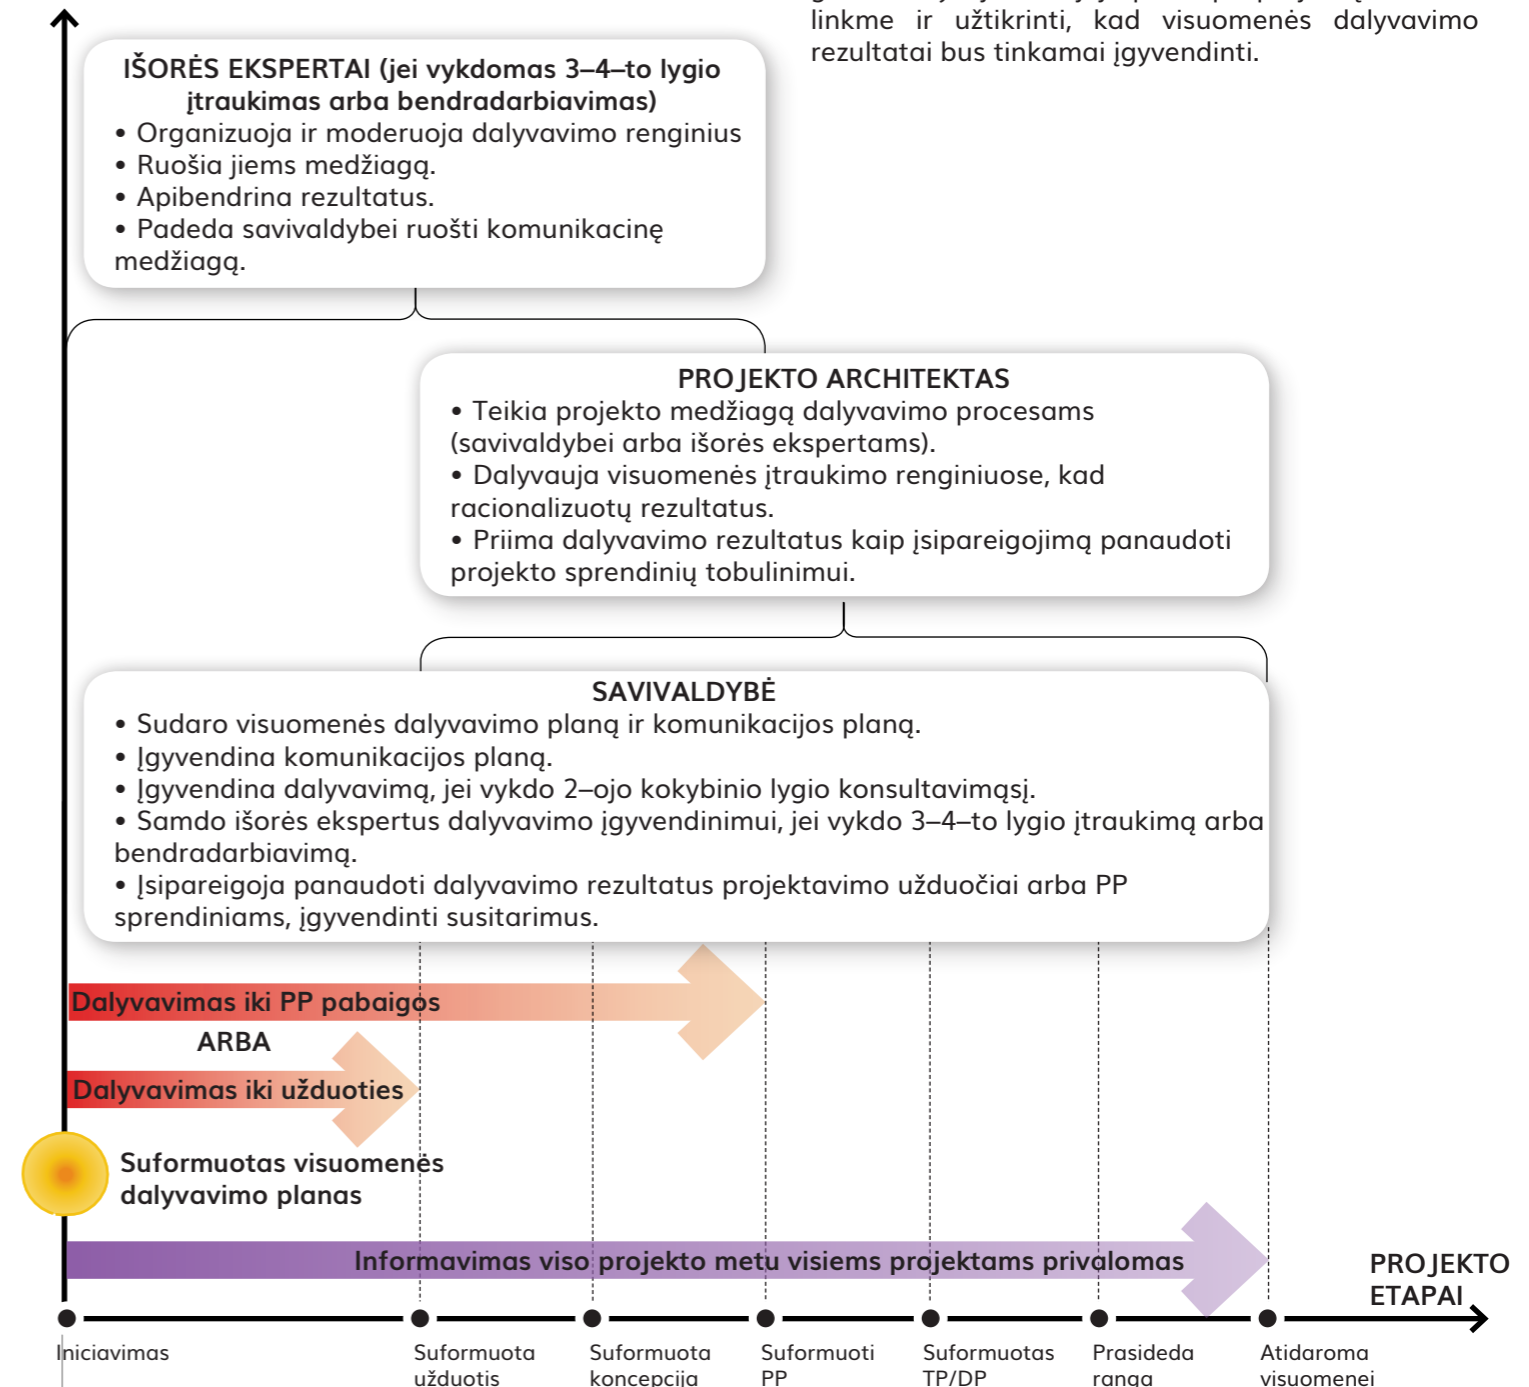 linkme ir užtikrinti, kad visuomenės dalyvavimo
rezultatai bus tinkamai įgyvendinti.
IŠORĖS EKSPERTAI (jei vykdomas 3–4–to lygio
įtraukimas arba bendradarbiavimas)
• Organizuoja ir moderuoja dalyvavimo renginius
• Ruošia jiems medžiagą.
• Apibendrina rezultatus.
• Padeda savivaldybei ruošti komunikacinę
medžiagą.
PROJEKTO ARCHITEKTAS
• Teikia projekto medžiagą dalyvavimo procesams
(savivaldybei arba išorės ekspertams).
• Dalyvauja visuomenės įtraukimo renginiuose, kad
racionalizuotų rezultatus.
• Priima dalyvavimo rezultatus kaip įsipareigojimą panaudoti
projekto sprendinių tobulinimui.
SAVIVALDYBĖ
• Sudaro visuomenės dalyvavimo planą ir komunikacijos planą.
• Įgyvendina komunikacijos planą.
• Įgyvendina dalyvavimą, jei vykdo 2–ojo kokybinio lygio konsultavimąsį.
• Samdo išorės ekspertus dalyvavimo įgyvendinimui, jei vykdo 3–4–to lygio įtraukimą arba
bendradarbiavimą.
• Įsipareigoja panaudoti dalyvavimo rezultatus projektavimo užduočiai arba PP
sprendiniams, įgyvendinti susitarimus.
Dalyvavimas iki PP pabaigos
ARBA
Dalyvavimas iki užduoties
Suformuotas visuomenės
dalyvavimo planas
Informavimas viso projekto metu visiems projektams privalomas
PROJEKTO
ETAPAI
Iniciavimas
Suformuota
užduotis
Suformuota
koncepcija
Suformuoti
PP
Suformuotas
TP/DP
Prasideda
ranga
Atidaroma
visuomenei